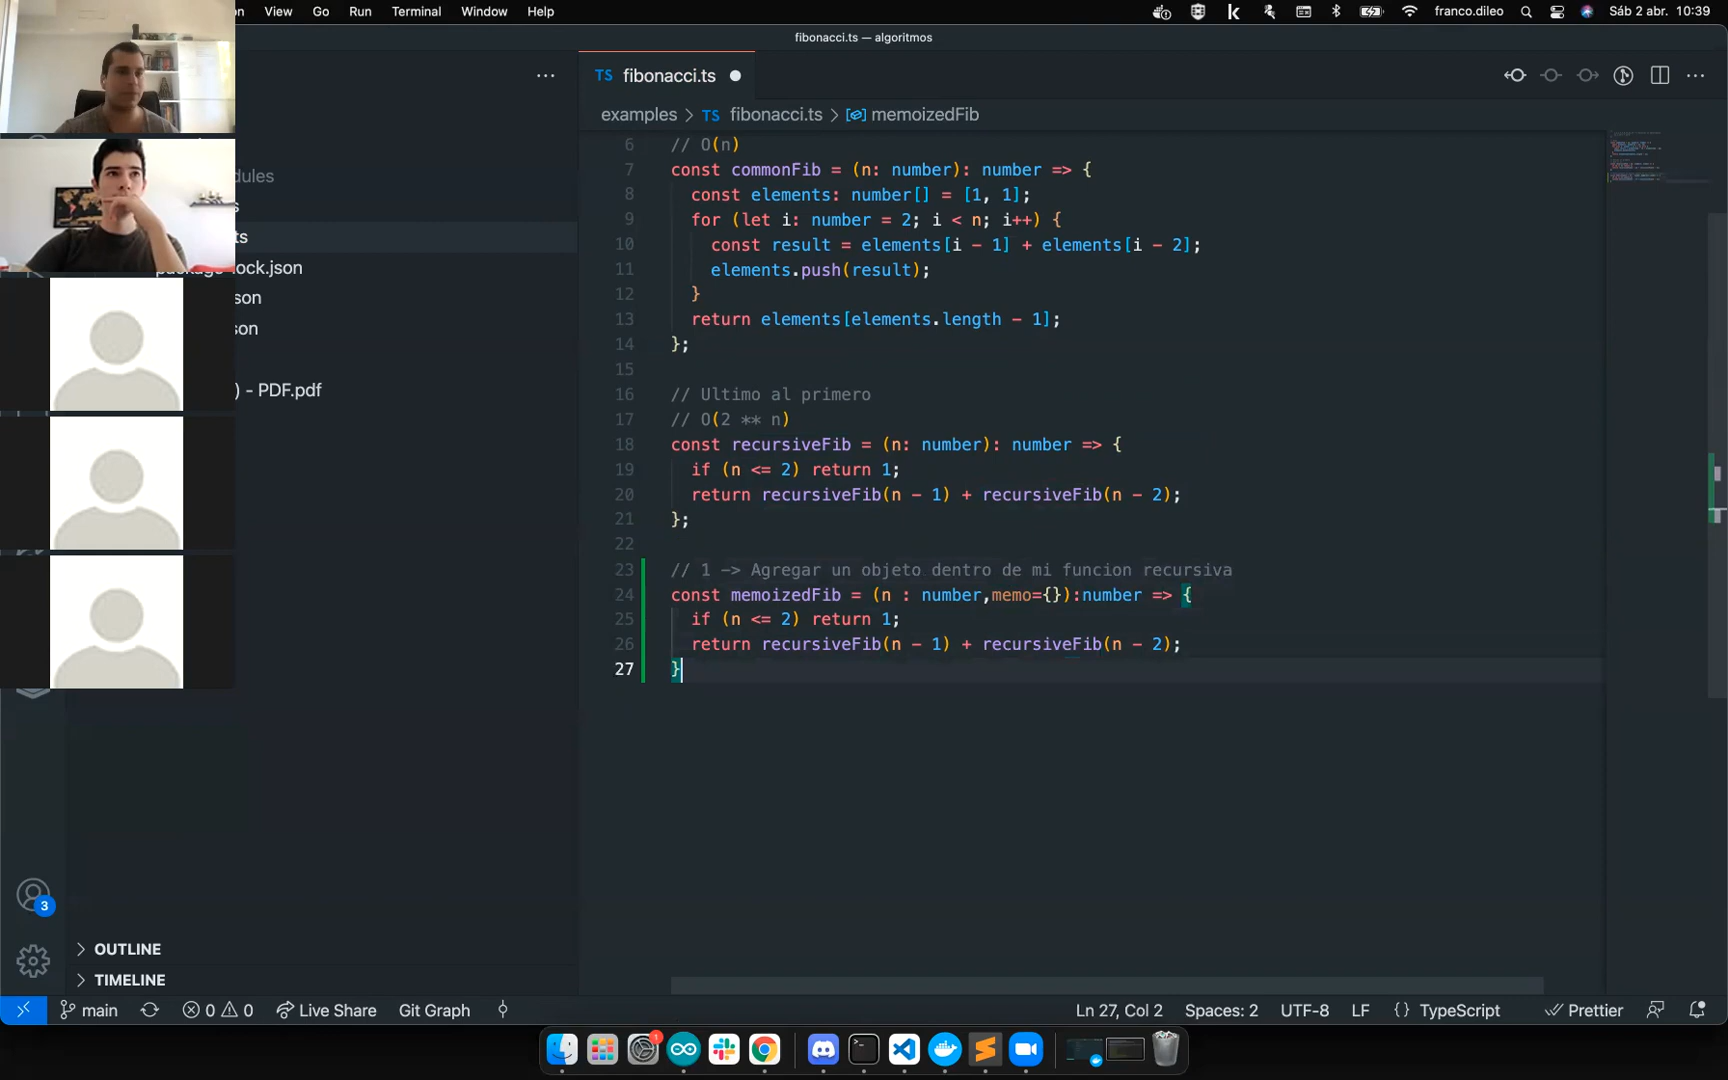 on View Go Run Terminal Window Help
franco.dileo Sáb 2 abr. 10:39
fibonacci.ts — algoritmos
TS fibonacci.ts
examples > TS fibonacci.ts > memoizedFib
dules
s
ts
package-lock.json
son
son
) - PDF.pdf
6 // O(n)
7 const commonFib = (n: number): number => {
8 const elements: number[] = [1, 1];
9 for (let i: number = 2; i < n; i++) {
10 const result = elements[i - 1] + elements[i - 2];
11 elements.push(result);
12 }
13 return elements[elements.length - 1];
14 };
15
16 // Ultimo al primero
17 // O(2 ** n)
18 const recursiveFib = (n: number): number => {
19 if (n <= 2) return 1;
20 return recursiveFib(n - 1) + recursiveFib(n - 2);
21 };
22
23 // 1 -> Agregar un objeto dentro de mi funcion recursiva
24 const memoizedFib = (n : number,memo={}):number => {
25 if (n <= 2) return 1;
26 return recursiveFib(n - 1) + recursiveFib(n - 2);
27 }
3
OUTLINE
TIMELINE
main 0 0 Live Share Git Graph
Ln 27, Col 2 Spaces: 2 UTF-8 LF {} TypeScript Prettier
1